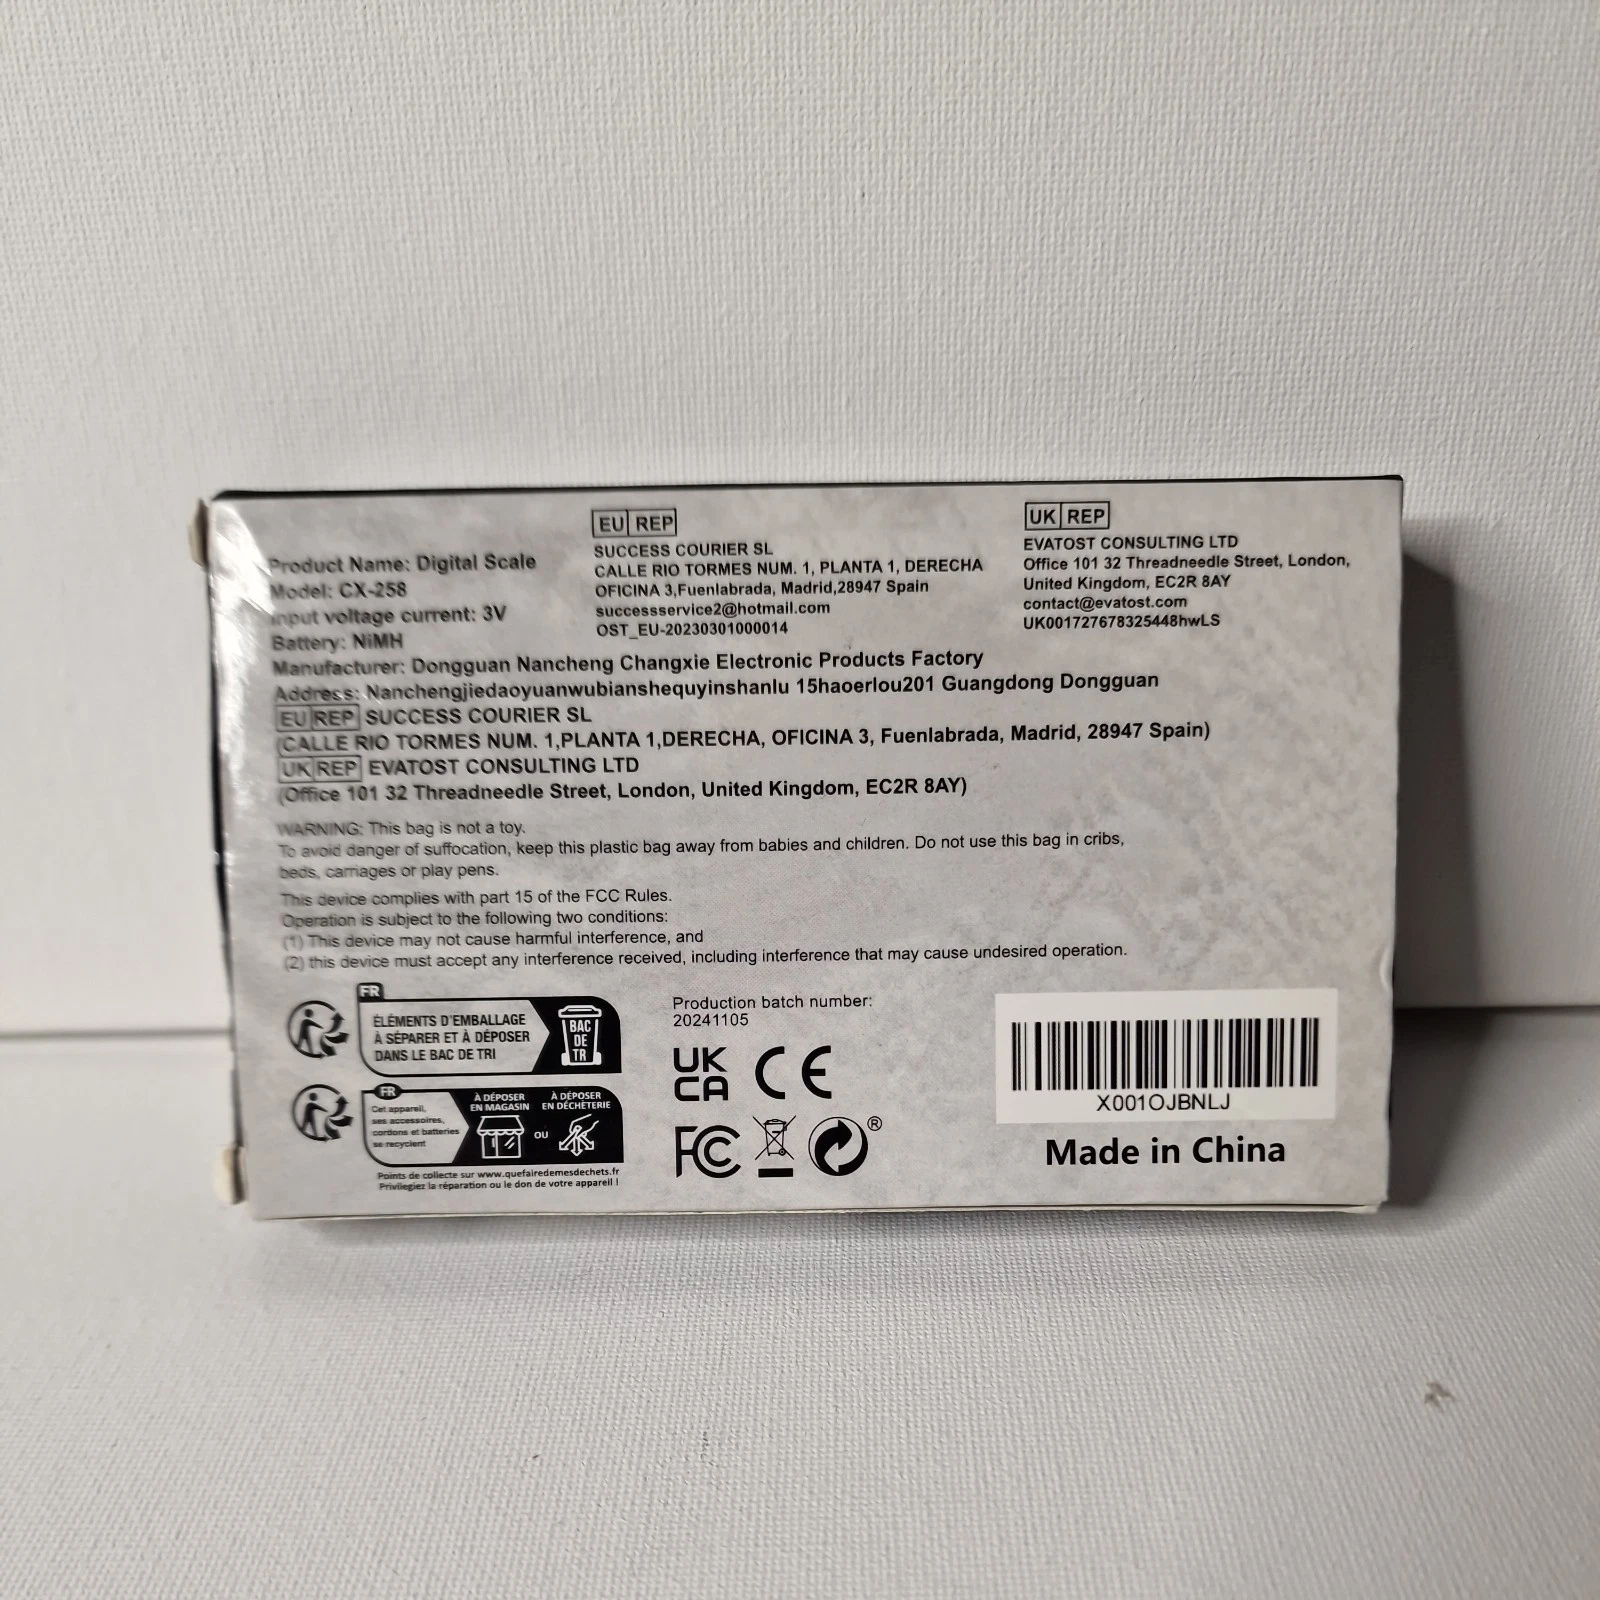 Product Name: Digital Scale
Model: CX-258
Input voltage current: 3V
Battery: NiMH
EU REP
SUCCESS COURIER SL
CALLE RIO TORMES NUM. 1, PLANTA 1, DERECHA
OFICINA 3,Fuenlabrada, Madrid,28947 Spain
successservice2@hotmail.com
OST_EU-20230301000014
UK REP
EVATOST CONSULTING LTD
Office 101 32 Threadneedle Street, London,
United Kingdom, EC2R 8AY
contact@evatost.com
UK001727678325448hwLS
Manufacturer: Dongguan Nancheng Changxie Electronic Products Factory
Address: Nanchengjiedaoyuanwubianshequyinshanlu 15haoerlou201 Guangdong Dongguan
EU REP SUCCESS COURIER SL
(CALLE RIO TORMES NUM. 1,PLANTA 1,DERECHA, OFICINA 3, Fuenlabrada, Madrid, 28947 Spain)
UK REP EVATOST CONSULTING LTD
(Office 101 32 Threadneedle Street, London, United Kingdom, EC2R 8AY)
WARNING: This bag is not a toy.
To avoid danger of suffocation, keep this plastic bag away from babies and children. Do not use this bag in cribs,
beds, carriages or play pens.
This device complies with part 15 of the FCC Rules.
Operation is subject to the following two conditions:
(1) This device may not cause harmful interference, and
(2) this device must accept any interference received, including interference that may cause undesired operation.
FR
ÉLÉMENTS D'EMBALLAGE
À SÉPARER ET À DÉPOSER
DANS LE BAC DE TRI
BAC
DE
TR
FR
Cet appareil,
ses accessoires,
cordons et batteries
se recyclent
À DÉPOSER
EN MAGASIN
OU
À DÉPOSER
EN DÉCHÈTERIE
Points de collecte sur www.quefairedemesdechets.fr
Privilegiez la réparation ou le don de votre appareil !
Production batch number:
20241105
UK
CA
CE
FC
®
X001OJBNLJ
Made in China